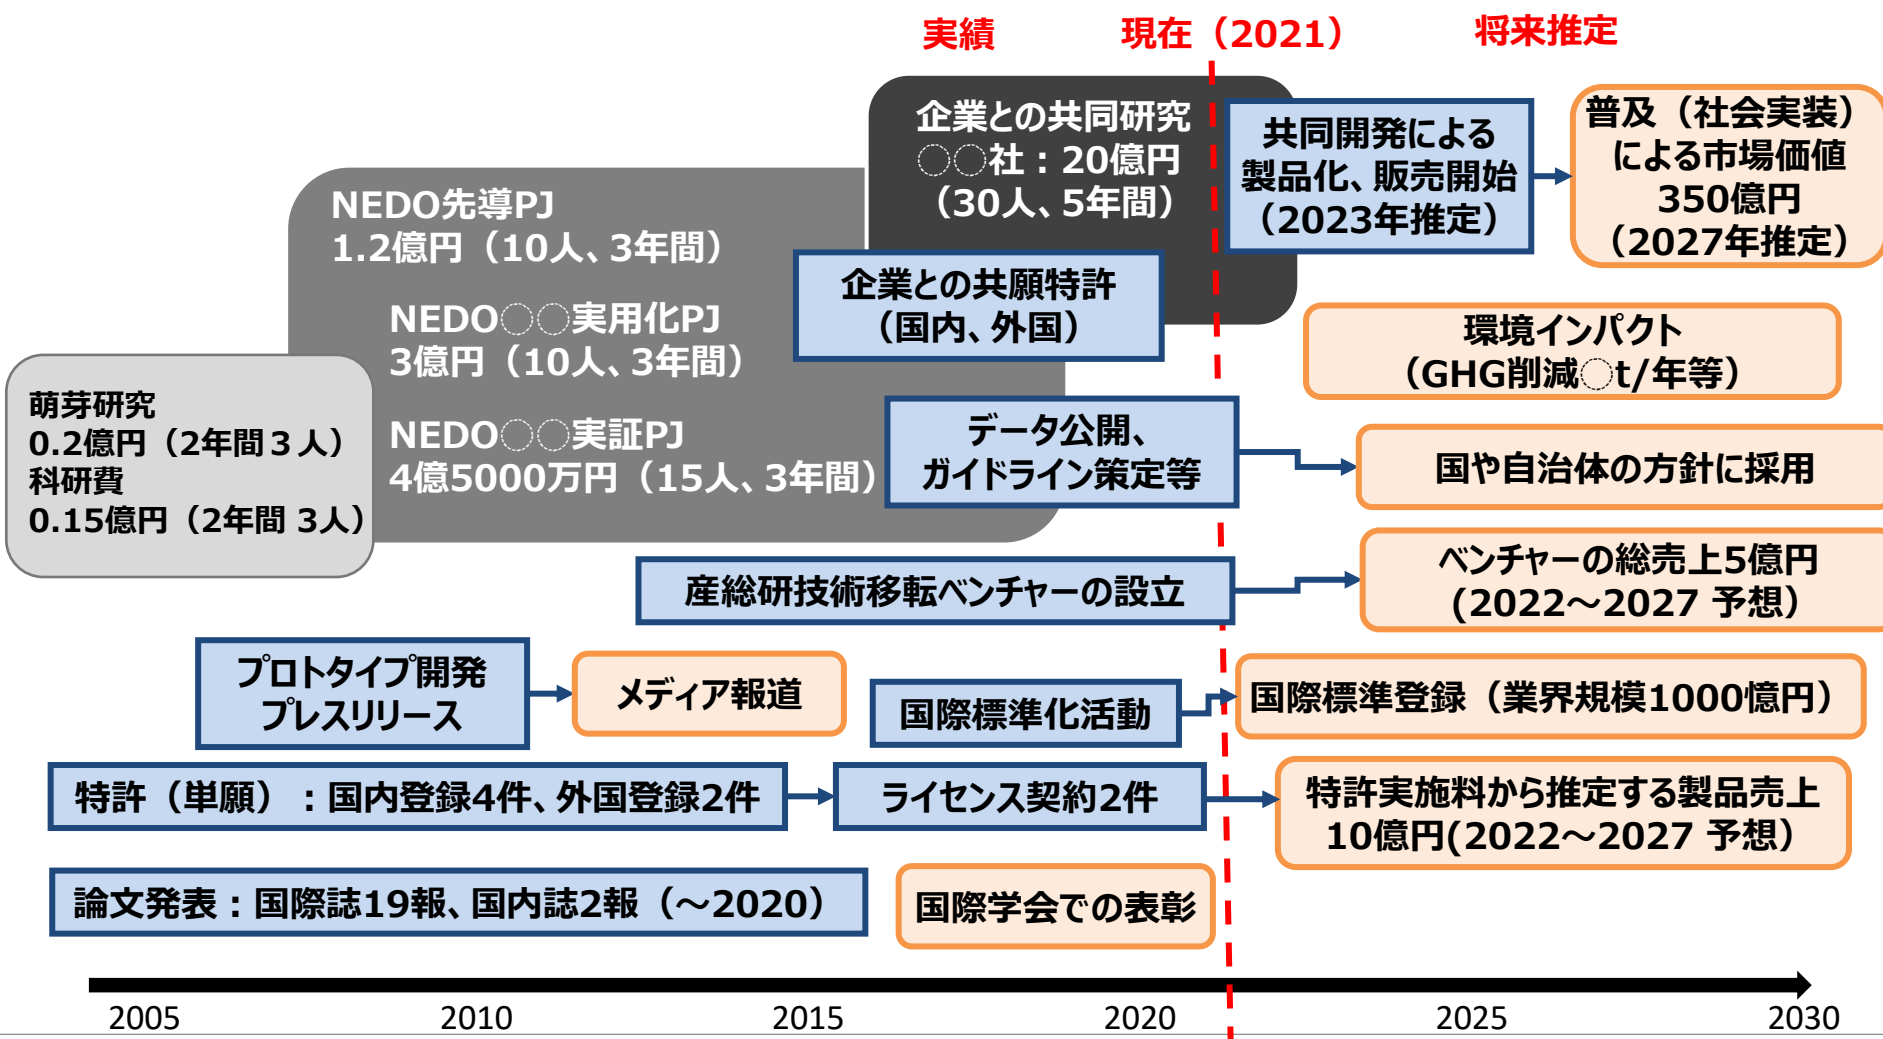 実績
現在（2021）
将来推定
企業との共同研究
◌◌社：20億円
（30人、5年間）
共同開発による
製品化、販売開始
（2023年推定）
普及（社会実装）
による市場価値
350億円
（2027年推定）
NEDO先導PJ
1.2億円（10人、3年間）
企業との共願特許
（国内、外国）
NEDO◌◌実用化PJ
3億円（10人、3年間）
環境インパクト
（GHG削減◌t/年等）
萌芽研究
0.2億円（2年間３人）
科研費
0.15億円（2年間 3人）
NEDO◌◌実証PJ
4億5000万円（15人、3年間）
データ公開、
ガイドライン策定等
国や自治体の方針に採用
産総研技術移転ベンチャーの設立
ベンチャーの総売上5億円
(2022～2027 予想）
プロトタイプ開発
プレスリリース
メディア報道
国際標準化活動
国際標準登録（業界規模1000憶円）
特許（単願）：国内登録4件、外国登録2件
ライセンス契約2件
特許実施料から推定する製品売上
10億円(2022～2027 予想）
論文発表：国際誌19報、国内誌2報（～2020）
国際学会での表彰
2005
2010
2015
2020
2025
2030